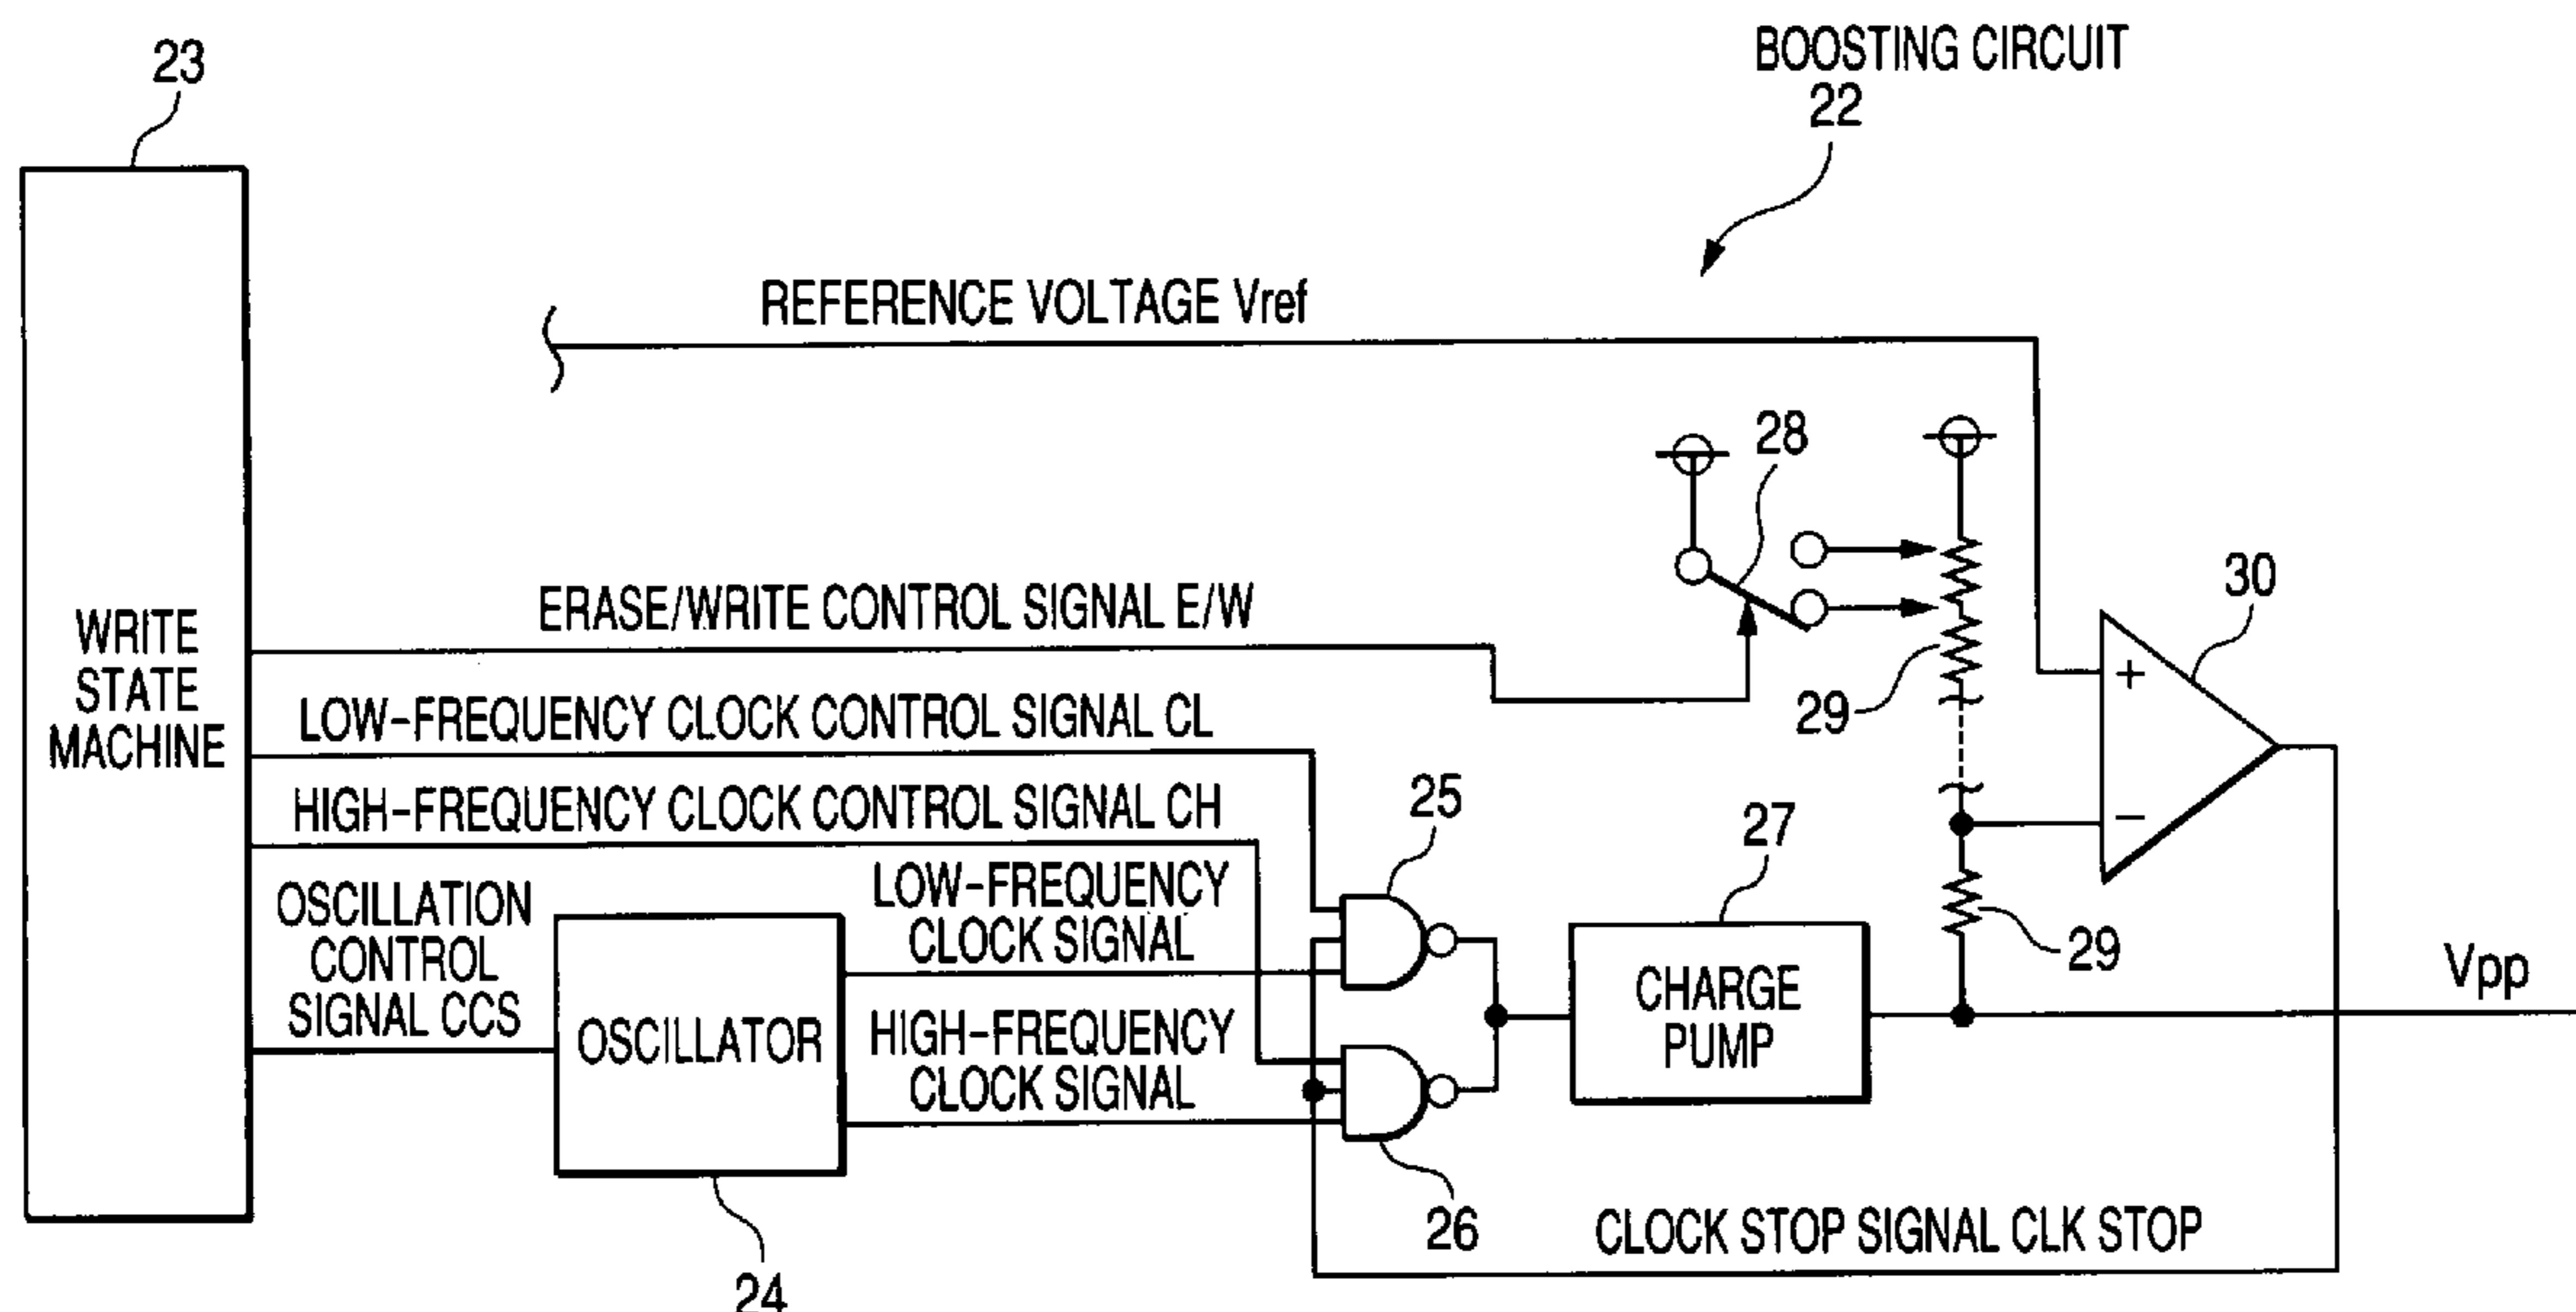 BOOSTING CIRCUIT
22
23
REFERENCE VOLTAGE Vref
28
30
ERASE/WRITE CONTROL SIGNAL E/W
29
+
WRITE
STATE
MACHINE
LOW-FREQUENCY CLOCK CONTROL SIGNAL CL
HIGH-FREQUENCY CLOCK CONTROL SIGNAL CH
25
27
−
OSCILLATION
CONTROL
SIGNAL CCS
LOW-FREQUENCY
CLOCK SIGNAL
29
Vpp
OSCILLATOR
HIGH-FREQUENCY
CLOCK SIGNAL
CHARGE
PUMP
26
CLOCK STOP SIGNAL CLK STOP
24